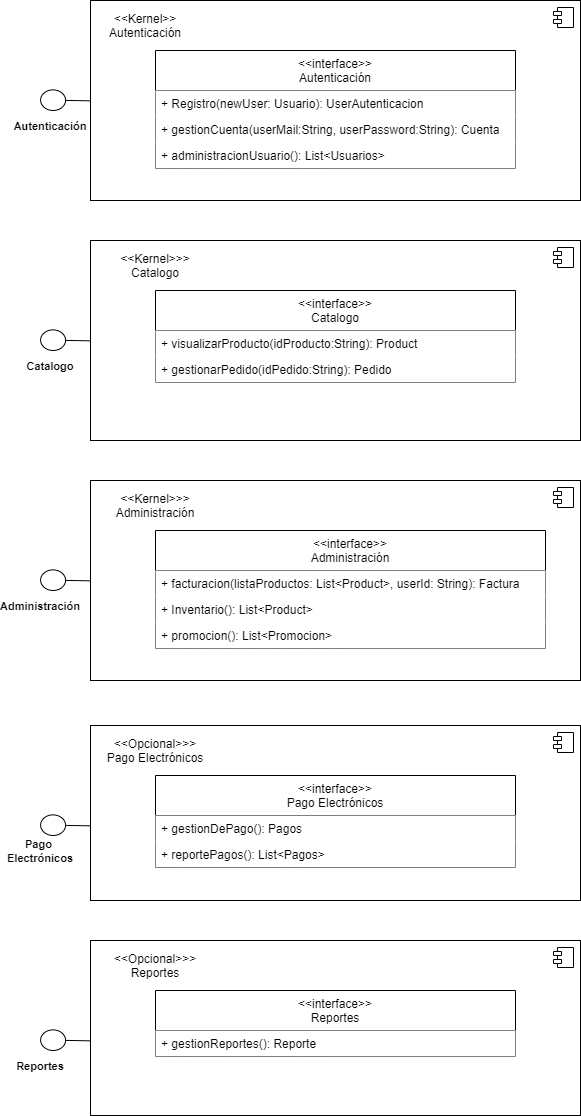 <<Kernel>>
Autenticación
<<interface>>
Autenticación
+ Registro(newUser: Usuario): UserAutenticacion
+ gestionCuenta(userMail:String, userPassword:String): Cuenta
+ administracionUsuario(): List<Usuarios>
Autenticación
<<Kernel>>>
Catalogo
<<interface>>
Catalogo
+ visualizarProducto(idProducto:String): Product
+ gestionarPedido(idPedido:String): Pedido
Catalogo
<<Kernel>>>
Administración
<<interface>>
Administración
+ facturacion(listaProductos: List<Product>, userId: String): Factura
+ Inventario(): List<Product>
+ promocion(): List<Promocion>
Administración
<<Opcional>>>
Pago Electrónicos
<<interface>>
Pago Electrónicos
+ gestionDePago(): Pagos
+ reportePagos(): List<Pagos>
Pago
Electrónicos
<<Opcional>>>
Reportes
<<interface>>
Reportes
+ gestionReportes(): Reporte
Reportes